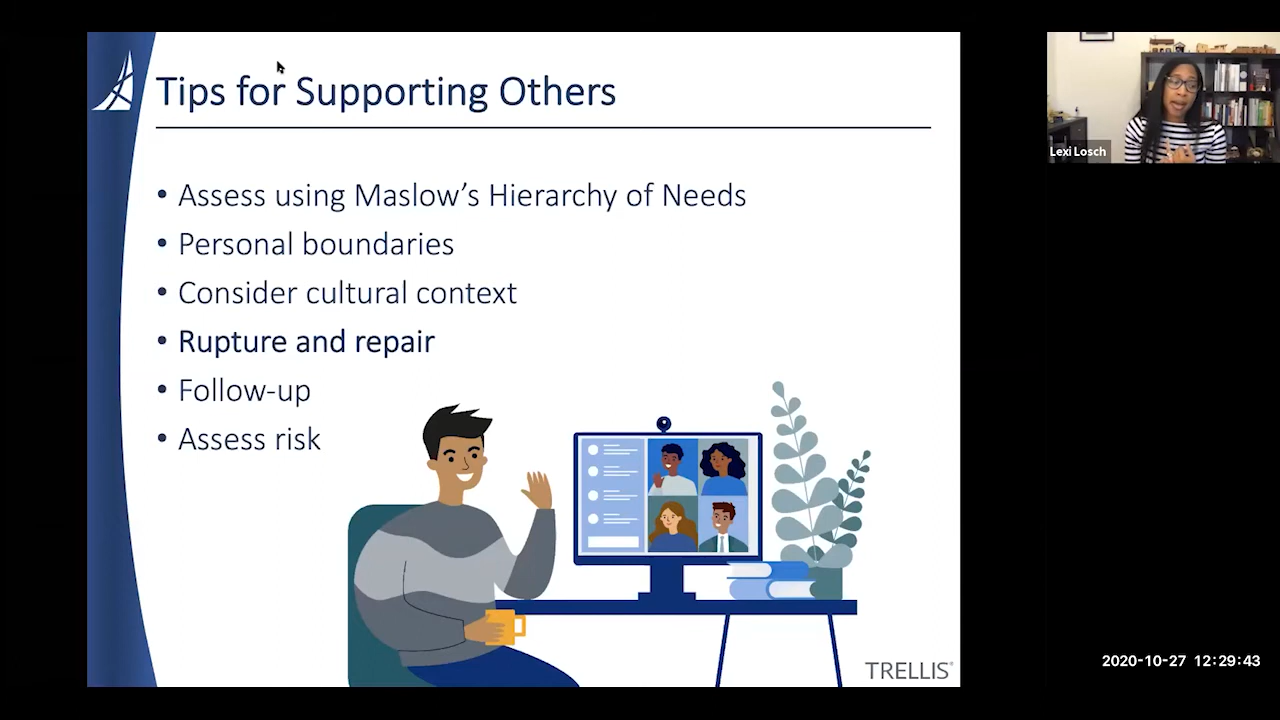 Tips for Supporting Others
• Assess using Maslow’s Hierarchy of Needs
• Personal boundaries
• Consider cultural context
• Rupture and repair
• Follow-up
• Assess risk
TRELLIS®
Lexi Losch
2020-10-27 12:29:43